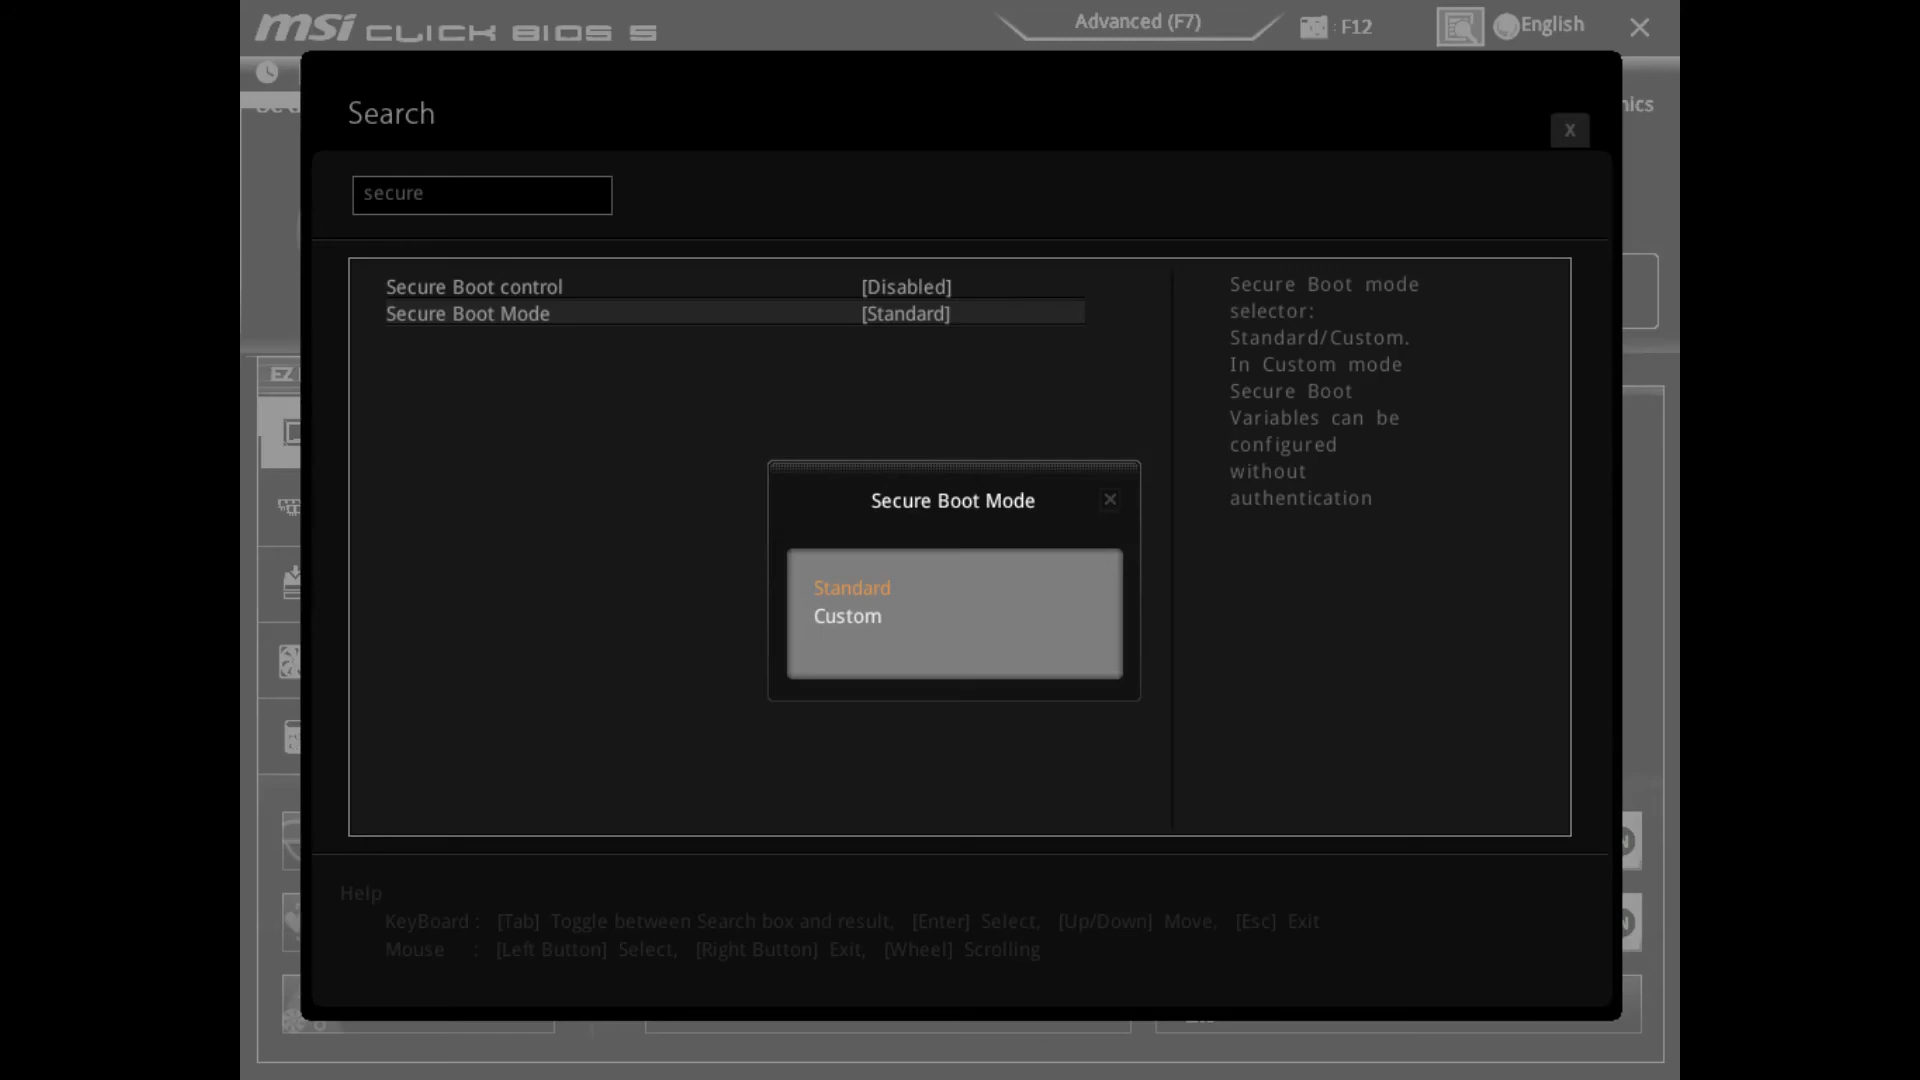 msi CLICK BIOS 5
Advanced (F7)
: F12
English
Search
X
secure
Secure Boot control [Disabled]
Secure Boot Mode [Standard]
Secure Boot mode
selector:
Standard/Custom.
In Custom mode
Secure Boot
Variables can be
configured
without
authentication
Secure Boot Mode
Standard
Custom
EZ
Help
KeyBoard : [Tab] Toggle between Search box and result, [Enter] Select, [Up/Down] Move, [Esc] Exit
Mouse : [Left Button] Select, [Right Button] Exit, [Wheel] Scrolling